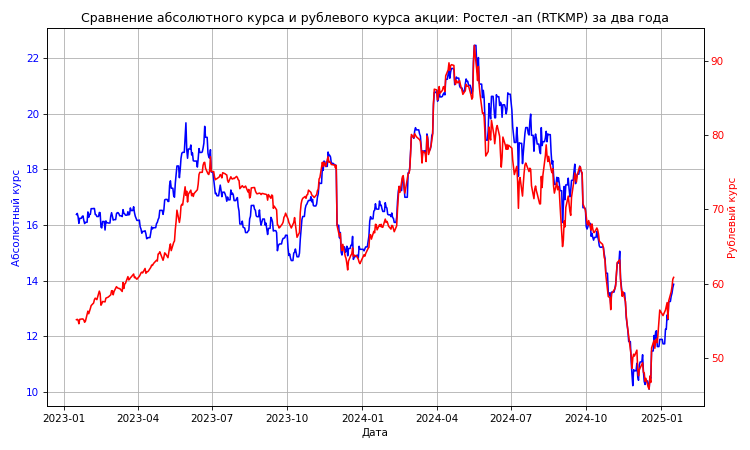 Сравнение абсолютного курса и рублевого курса акции: Ростел -ап (RTKMP) за два года
22
20
18
16
14
12
10
Абсолютный курс
90
80
70
60
50
Рублевый курс
2023-01 2023-04 2023-07 2023-10 2024-01 2024-04 2024-07 2024-10 2025-01
Дата